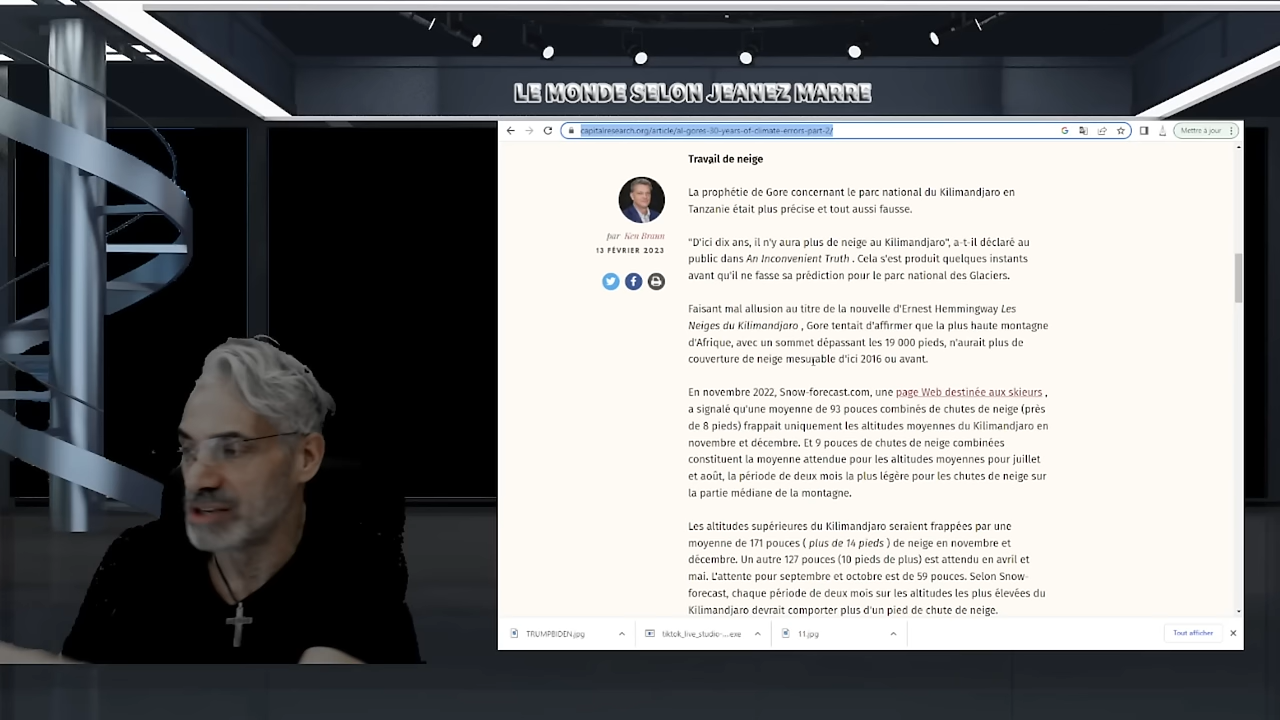 LE MONDE SELON JEANEZ MARRE
capitalresearch.org/article/al-gores-30-years-of-climate-errors-part-2/
Mettre à jour
Travail de neige
par Ken Braun
13 FÉVRIER 2023
La prophétie de Gore concernant le parc national du Kilimandjaro en
Tanzanie était plus précise et tout aussi fausse.
"D'ici dix ans, il n'y aura plus de neige au Kilimandjaro", a-t-il déclaré au
public dans An Inconvenient Truth . Cela s'est produit quelques instants
avant qu'il ne fasse sa prédiction pour le parc national des Glaciers.
Faisant mal allusion au titre de la nouvelle d'Ernest Hemmingway Les
Neiges du Kilimandjaro , Gore tentait d'affirmer que la plus haute montagne
d'Afrique, avec un sommet dépassant les 19 000 pieds, n'aurait plus de
couverture de neige mesurable d'ici 2016 ou avant.
En novembre 2022, Snow-forecast.com, une page Web destinée aux skieurs ,
a signalé qu'une moyenne de 93 pouces combinés de chutes de neige (près
de 8 pieds) frappait uniquement les altitudes moyennes du Kilimandjaro en
novembre et décembre. Et 9 pouces de chutes de neige combinées
constituent la moyenne attendue pour les altitudes moyennes pour juillet
et août, la période de deux mois la plus légère pour les chutes de neige sur
la partie médiane de la montagne.
Les altitudes supérieures du Kilimandjaro seraient frappées par une
moyenne de 171 pouces ( plus de 14 pieds ) de neige en novembre et
décembre. Un autre 127 pouces (10 pieds de plus) est attendu en avril et
mai. L'attente pour septembre et octobre est de 59 pouces. Selon Snow-
forecast, chaque période de deux mois sur les altitudes les plus élevées du
Kilimandjaro devrait comporter plus d'un pied de chute de neige.
TRUMPBIDEN.jpg
tiktok_live_studio-....exe
11.jpg
Tout afficher